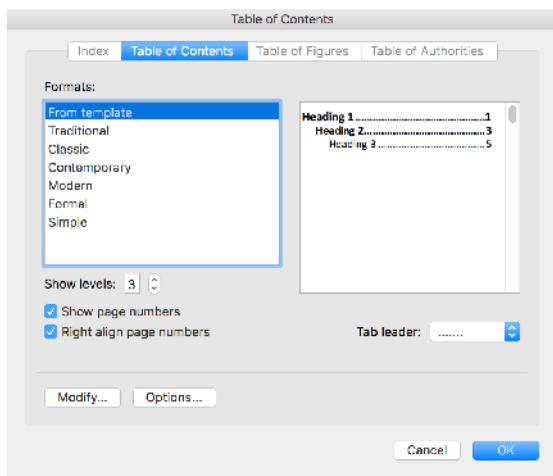 Table of Contents
Index Table of Contents Table of Figures Table of Authorities
Formats:
From template
Traditional
Classic
Contemporary
Modern
Formal
Simple
Heading 1..........................................1
Heading 2......................................3
Heading 3..................................5
Show levels: 3
Show page numbers
Right align page numbers
Tab leader: .......
Modify... Options...
Cancel OK